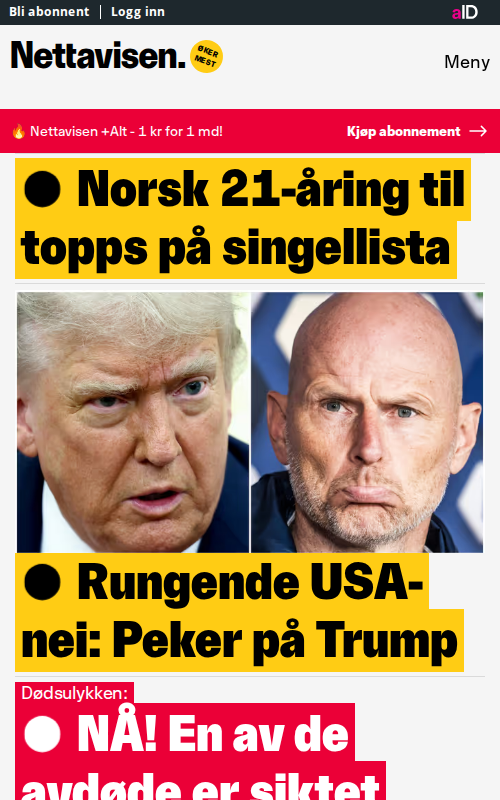 Bli abonnent
Logg inn
aID
Nettavisen.
ØKER
MEST
Meny
🔥 Nettavisen +Alt - 1 kr for 1 md!
Kjøp abonnement →
Norsk 21-åring til
topps på singellista
Rungende USA-
nei: Peker på Trump
Dødsulykken:
NÅ! En av de
avdøde er siktet